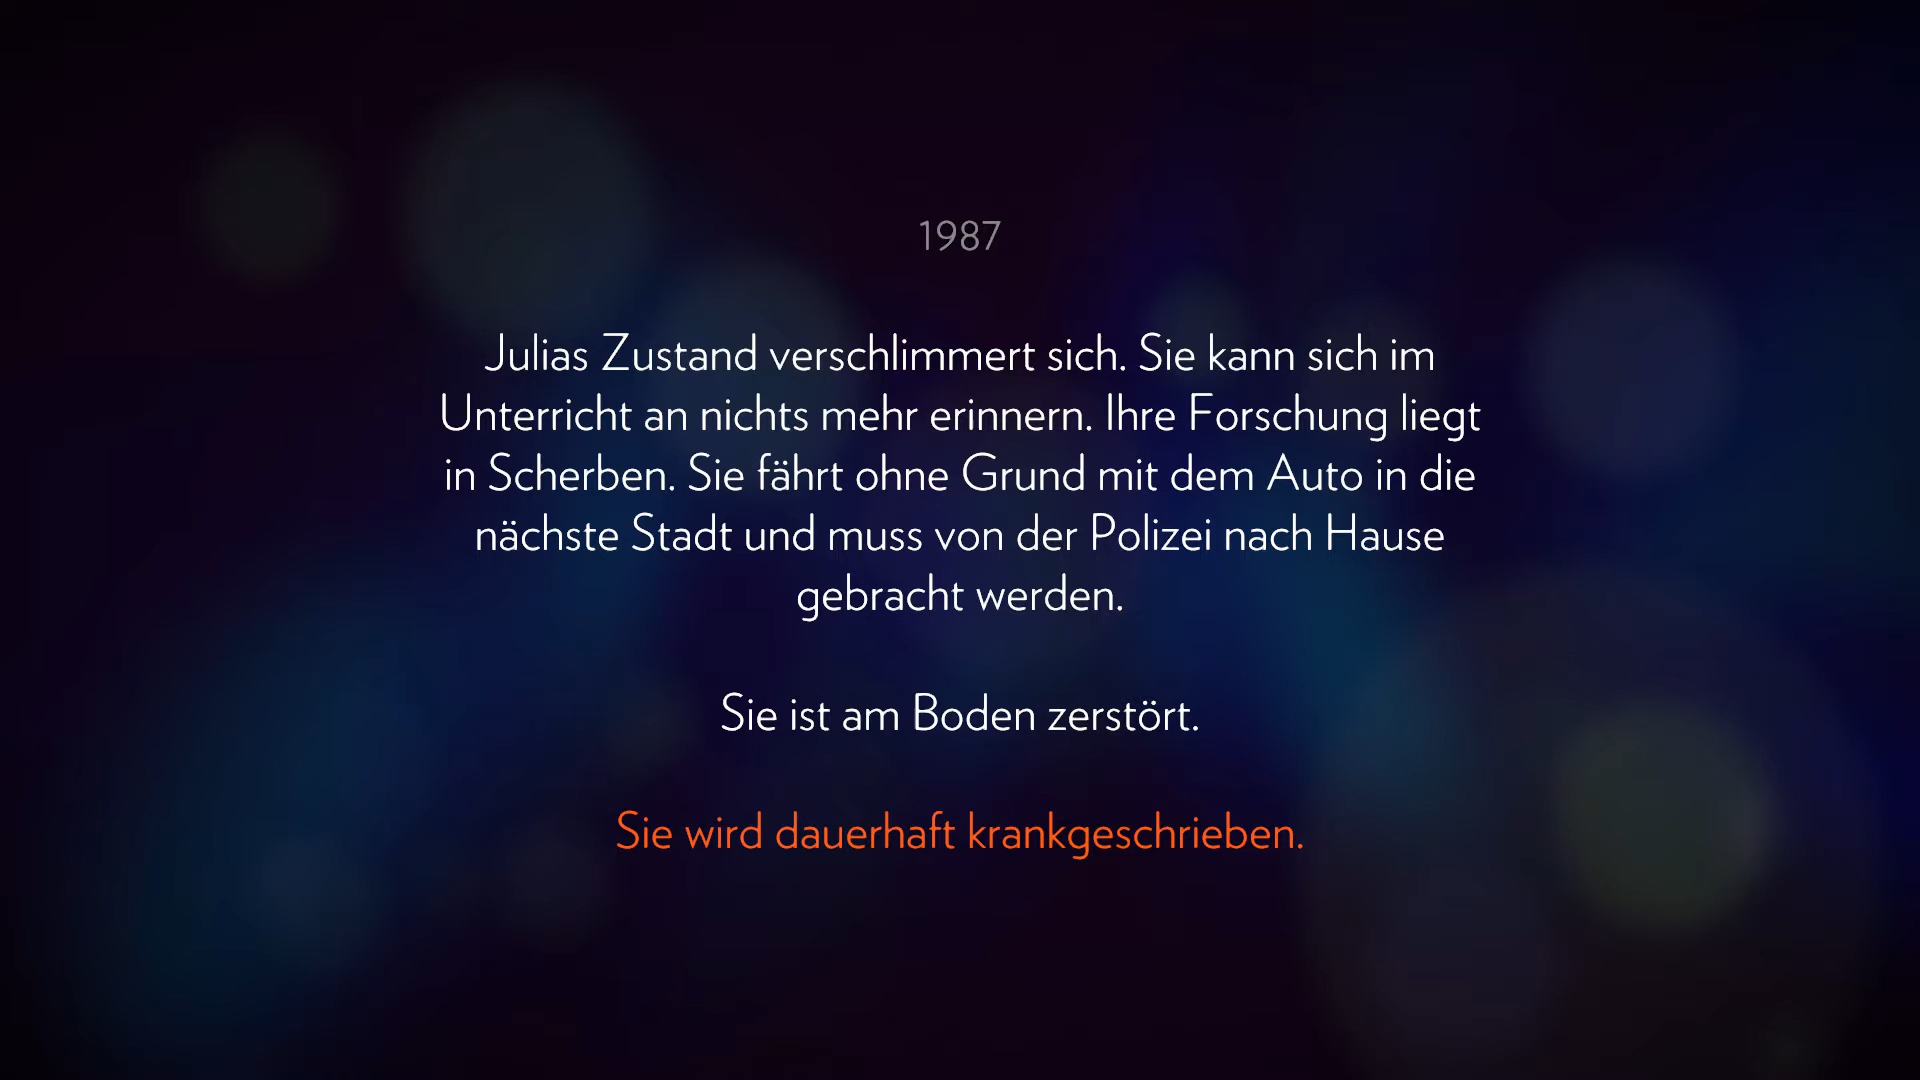 1987
Julias Zustand verschlimmert sich. Sie kann sich im
Unterricht an nichts mehr erinnern. Ihre Forschung liegt
in Scherben. Sie fährt ohne Grund mit dem Auto in die
nächste Stadt und muss von der Polizei nach Hause
gebracht werden.
Sie ist am Boden zerstört.
Sie wird dauerhaft krankgeschrieben.